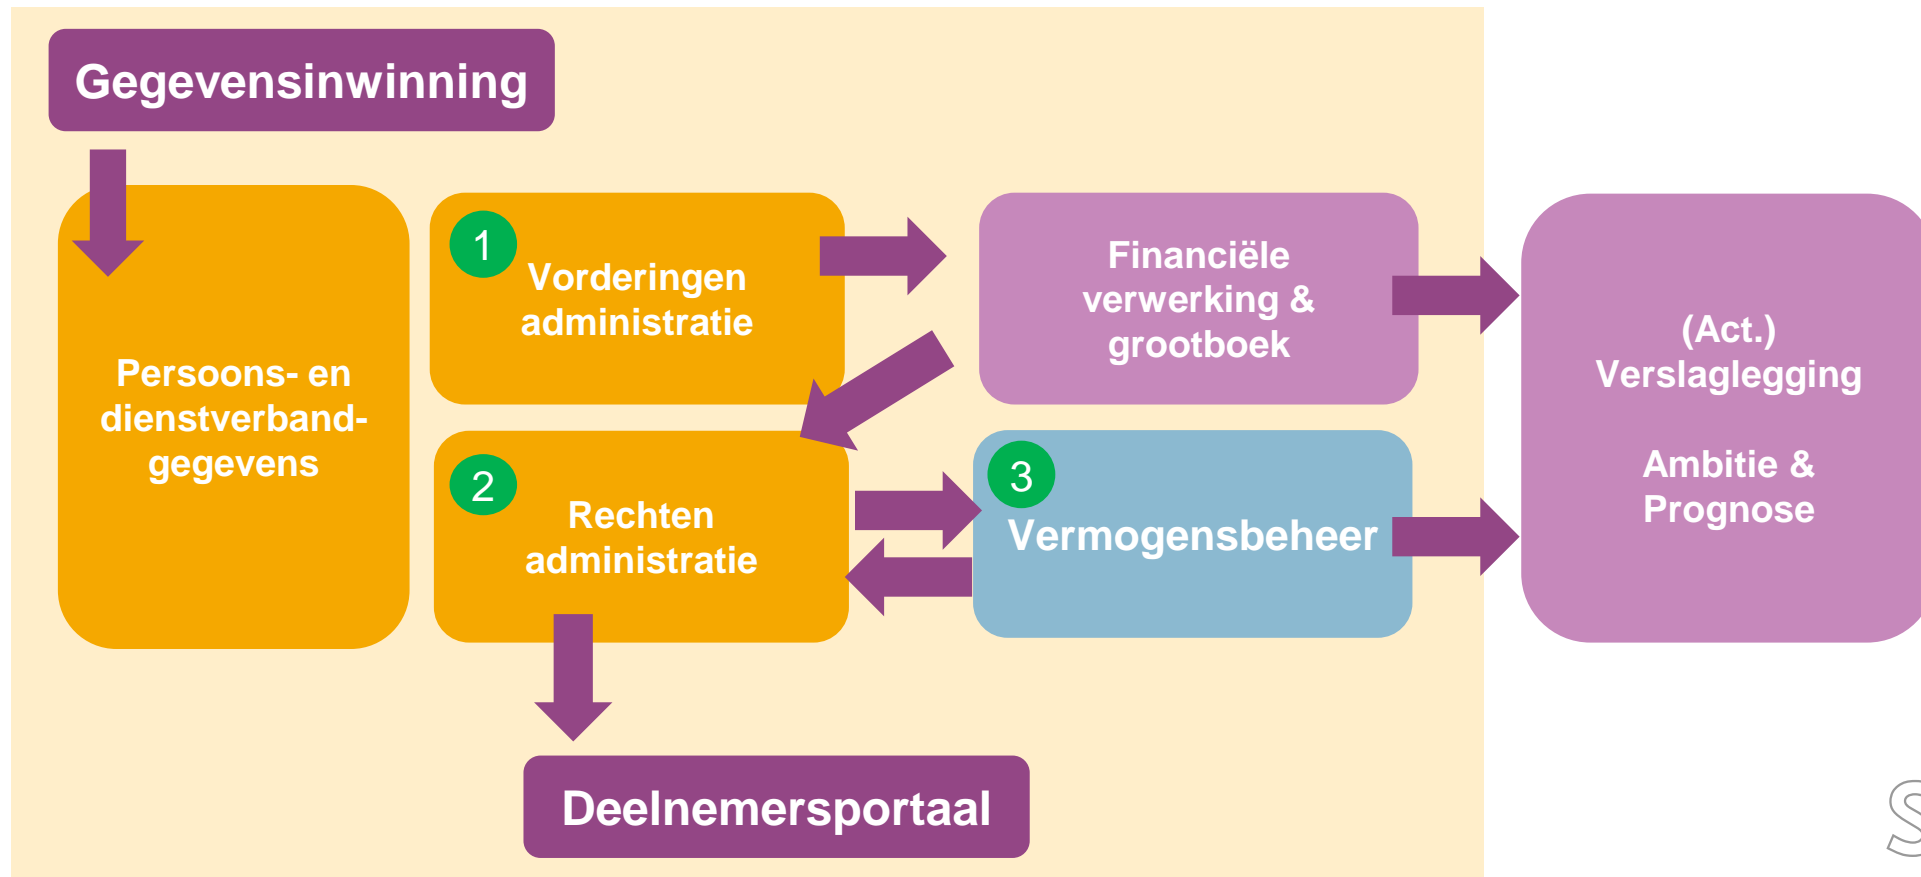 Gegevensinwinning
Persoons- en
dienstverband-
gegevens
1
Vorderingen
administratie
Financiële
verwerking &
grootboek
2
Rechten
administratie
3
Vermogensbeheer
(Act.)
Verslaglegging
Ambitie &
Prognose
Deelnemersportaal
S